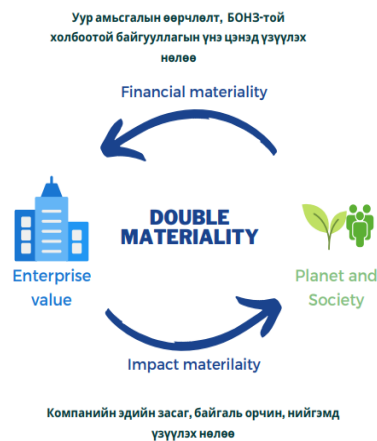 Уур амьсгалын өөрчлөлт, БОНЗ-той
холбоотой байгууллагын үнэ цэнэд үзүүлэх
нөлөө
Financial materiality
DOUBLE
MATERIALITY
Enterprise
value
Planet and
Society
Impact materilaity
Компанийн эдийн засаг, байгаль орчин, нийгэмд
үзүүлэх нөлөө